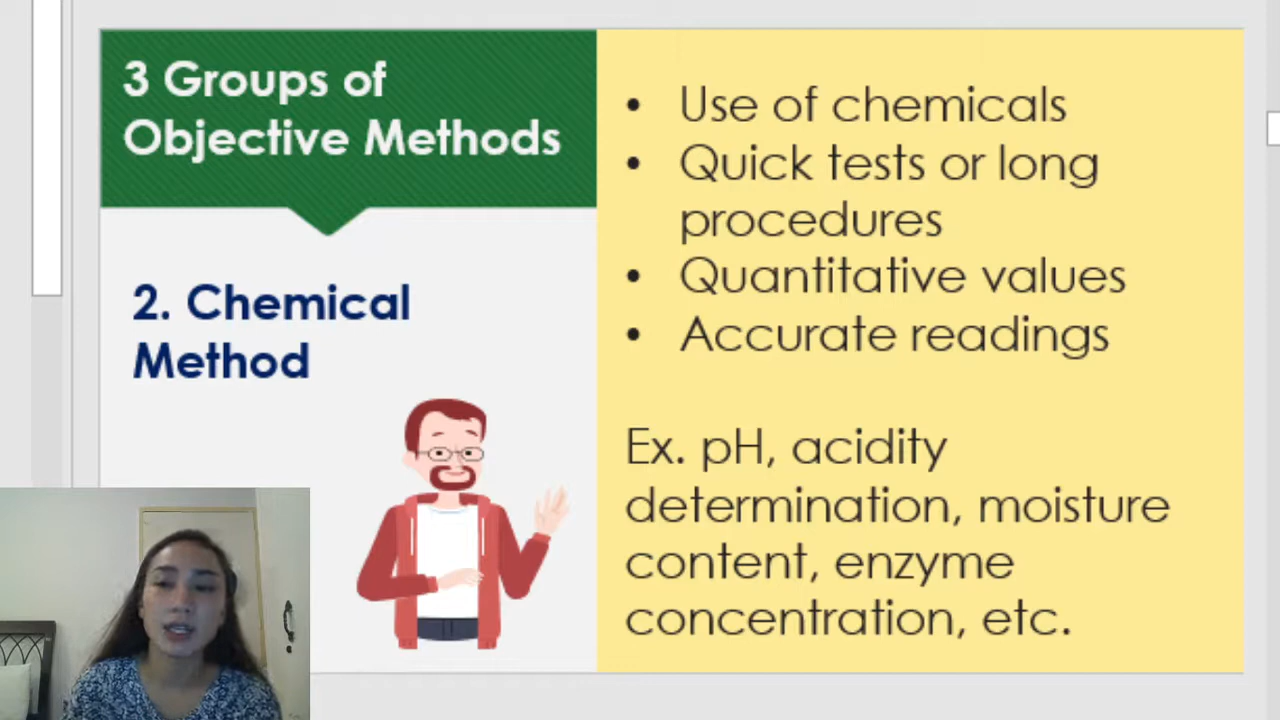 3 Groups of
Objective Methods
2. Chemical
Method
• Use of chemicals
• Quick tests or long
procedures
• Quantitative values
• Accurate readings
Ex. pH, acidity
determination, moisture
content, enzyme
concentration, etc.